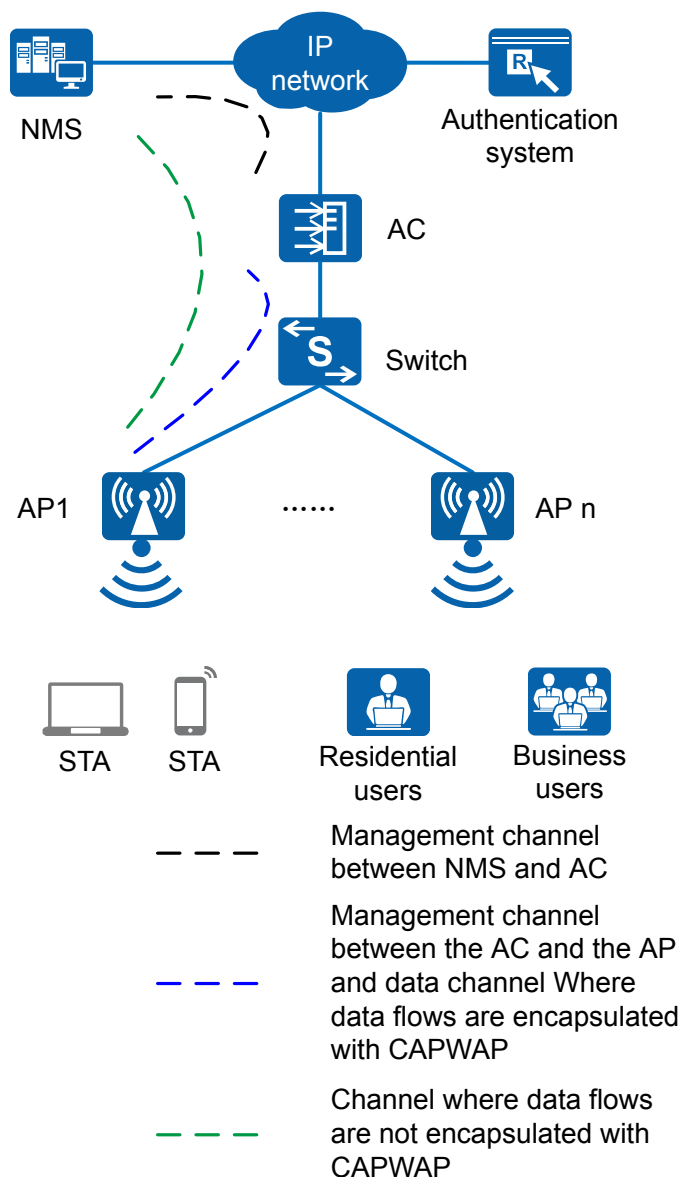 IP
network
NMS
Authentication
system
R
AC
S
Switch
AP1
......
AP n
STA
STA
Residential
users
Business
users
Management channel
between NMS and AC
Management channel
between the AC and the AP
and data channel Where
data flows are encapsulated
with CAPWAP
Channel where data flows
are not encapsulated with
CAPWAP